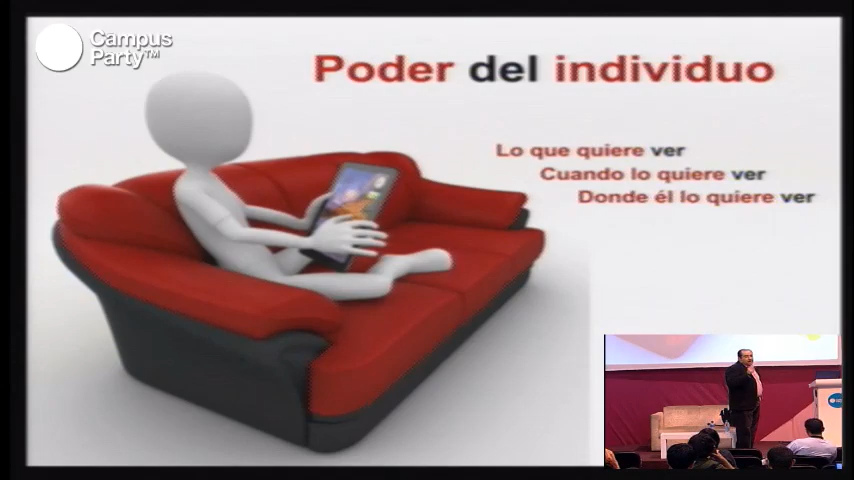 Campus
Party™
Poder del individuo
Lo que quiere ver
Cuando lo quiere ver
Donde él lo quiere ver